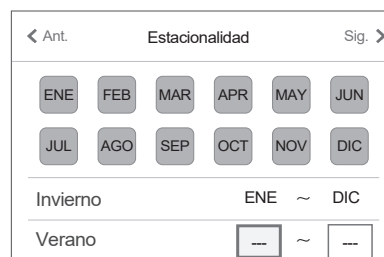 Ant. Estacionalidad Sig.
ENE FEB MAR APR MAY JUN
JUL AGO SEP OCT NOV DIC
Invierno ENE ~ DIC
Verano --- ~ ---